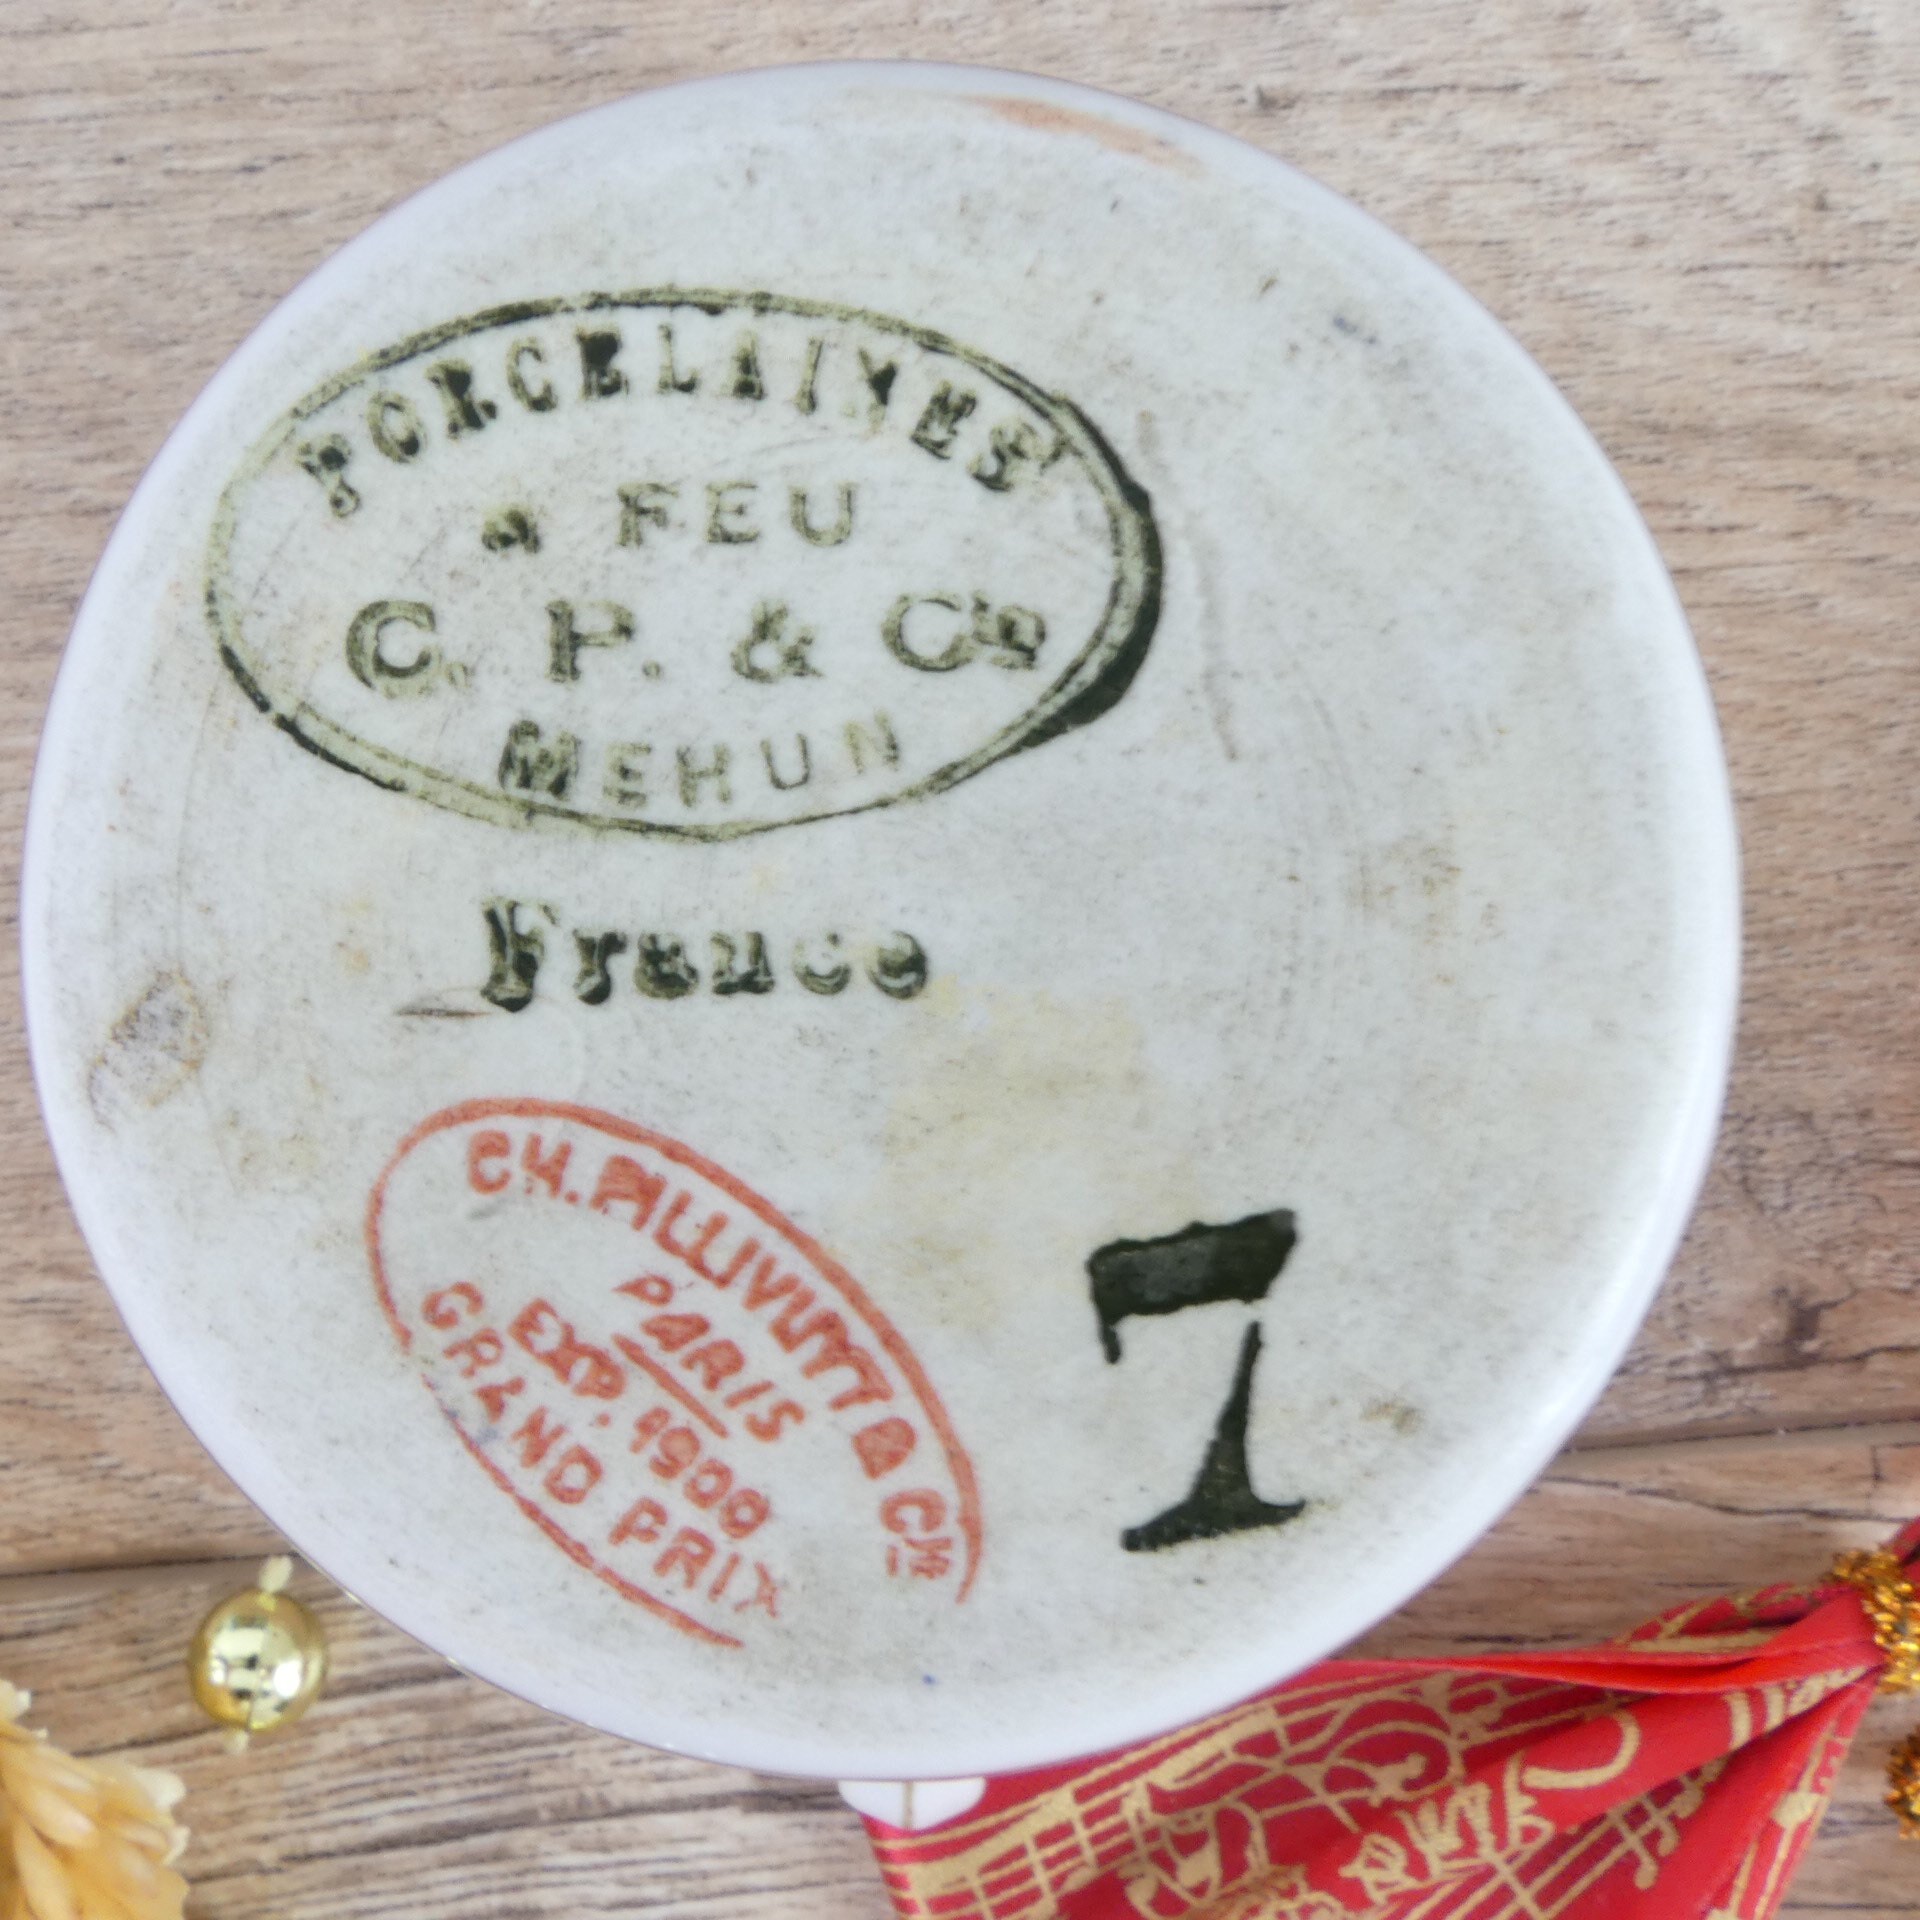 PORCELAINES
a FEU
C. P. & Cie
MEHUN
France
CH. PILLIVUYT & Cie
PARIS
EXP. 1900
GRAND PRIX
7